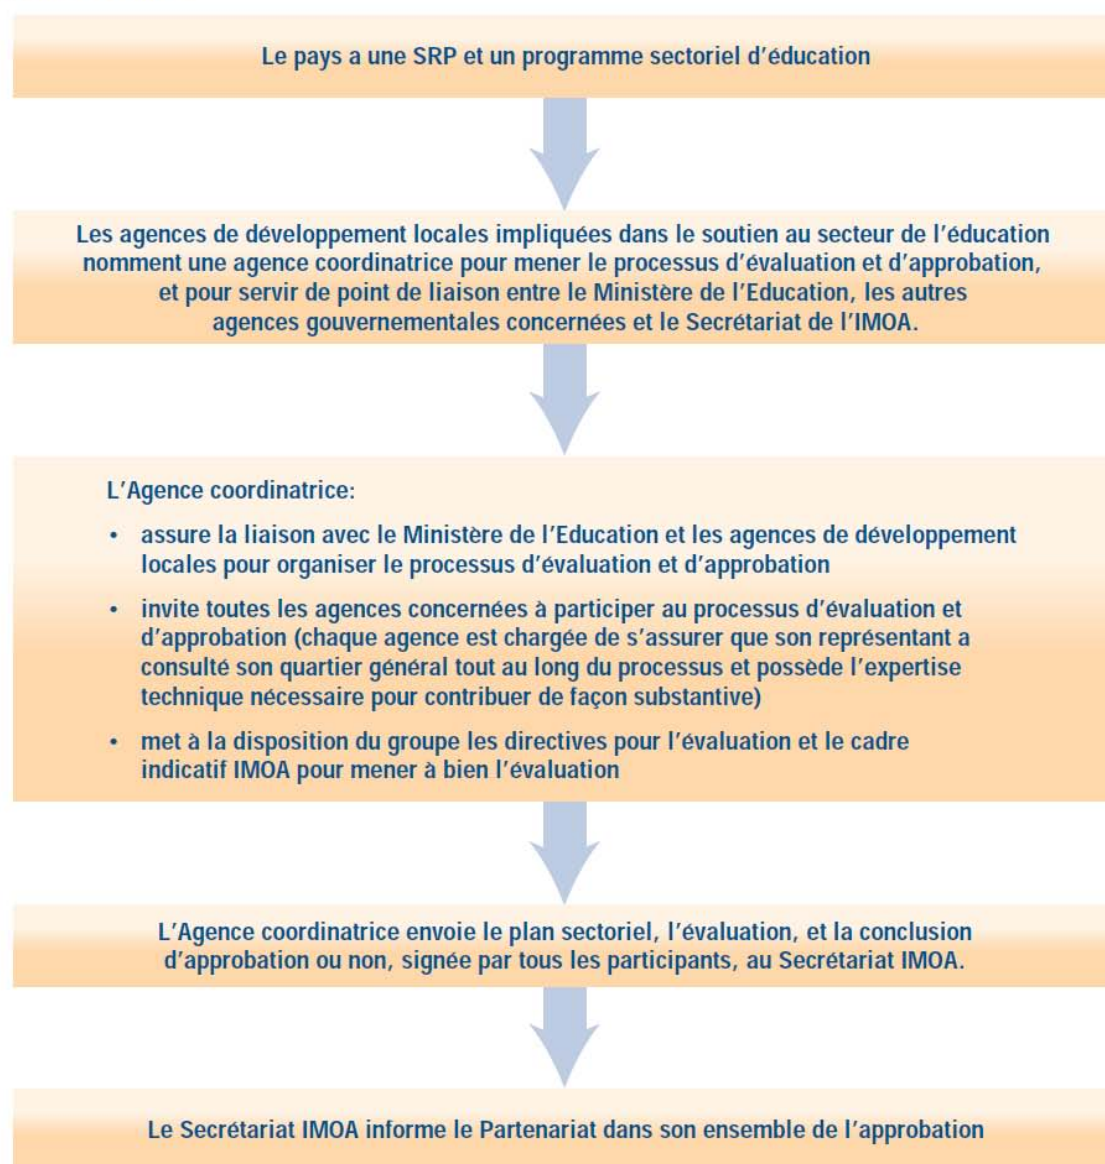 Le pays a une SRP et un programme sectoriel d’éducation
Les agences de développement locales impliquées dans le soutien au secteur de l’éducation
nomment une agence coordinatrice pour mener le processus d’évaluation et d’approbation,
et pour servir de point de liaison entre le Ministère de l’Education, les autres
agences gouvernementales concernées et le Secrétariat de l’IMOA.
L’Agence coordinatrice:
• assure la liaison avec le Ministère de l’Education et les agences de développement
locales pour organiser le processus d’évaluation et d’approbation
• invite toutes les agences concernées à participer au processus d’évaluation et
d’approbation (chaque agence est chargée de s’assurer que son représentant a
consulté son quartier général tout au long du processus et possède l’expertise
technique nécessaire pour contribuer de façon substantive)
• met à la disposition du groupe les directives pour l’évaluation et le cadre
indicatif IMOA pour mener à bien l’évaluation
L’Agence coordinatrice envoie le plan sectoriel, l’évaluation, et la conclusion
d’approbation ou non, signée par tous les participants, au Secrétariat IMOA.
Le Secrétariat IMOA informe le Partenariat dans son ensemble de l’approbation